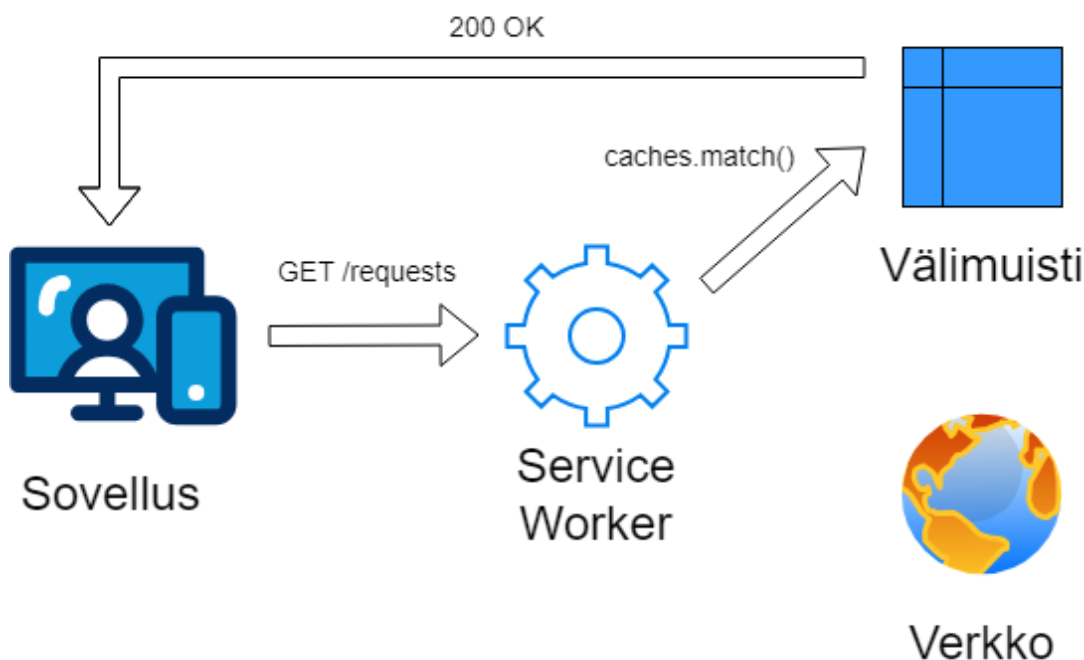 200 OK
caches.match()
Välimuisti
GET /requests
Sovellus
Service
Worker
Verkko